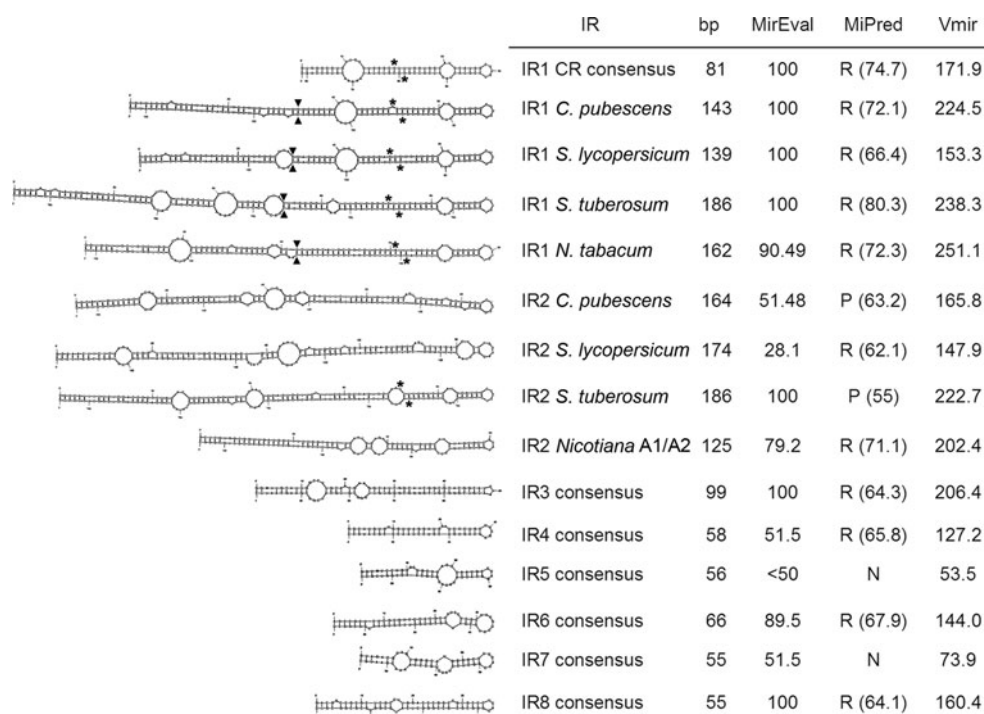 IR bp MirEval MiPred Vmir
IR1 CR consensus 81 100 R (74.7) 171.9
IR1 C. pubescens 143 100 R (72.1) 224.5
IR1 S. lycopersicum 139 100 R (66.4) 153.3
IR1 S. tuberosum 186 100 R (80.3) 238.3
IR1 N. tabacum 162 90.49 R (72.3) 251.1
IR2 C. pubescens 164 51.48 P (63.2) 165.8
IR2 S. lycopersicum 174 28.1 R (62.1) 147.9
IR2 S. tuberosum 186 100 P (55) 222.7
IR2 Nicotiana A1/A2 125 79.2 R (71.1) 202.4
IR3 consensus 99 100 R (64.3) 206.4
IR4 consensus 58 51.5 R (65.8) 127.2
IR5 consensus 56 <50 N 53.5
IR6 consensus 66 89.5 R (67.9) 144.0
IR7 consensus 55 51.5 N 73.9
IR8 consensus 55 100 R (64.1) 160.4